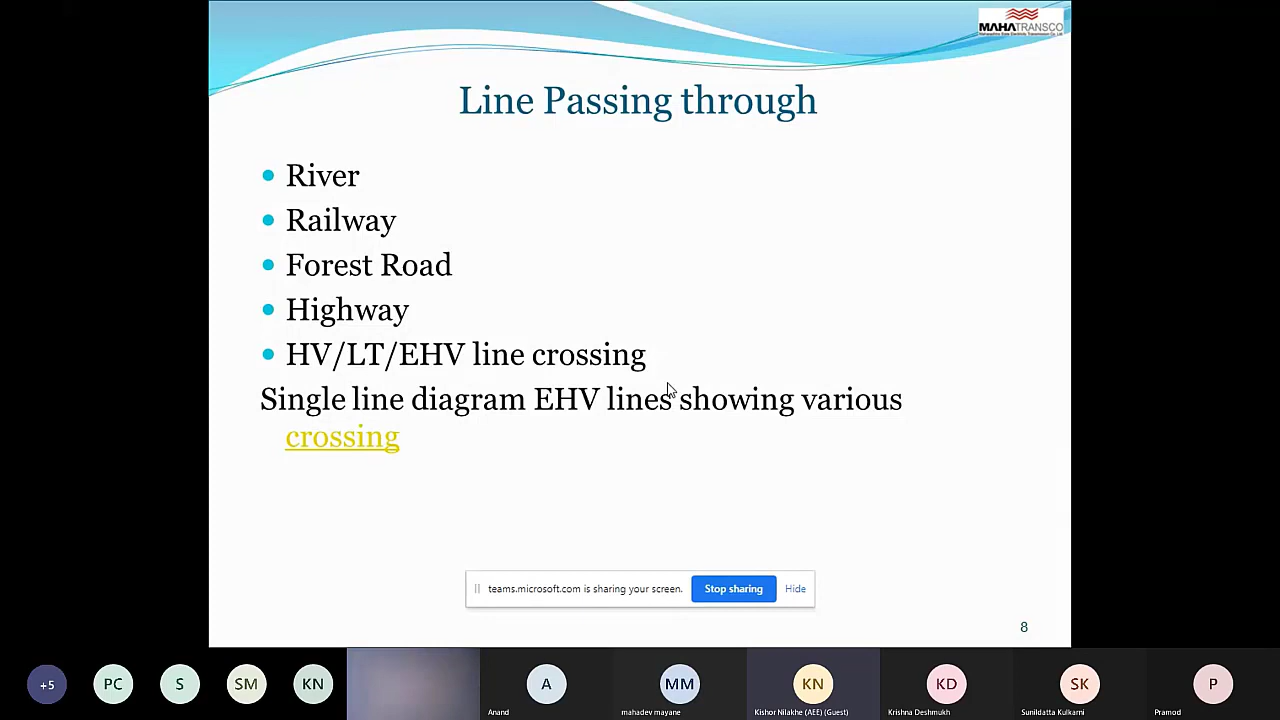 MAHATRANSCO
Line Passing through
River
Railway
Forest Road
Highway
HV/LT/EHV line crossing
Single line diagram EHV lines showing various
crossing
teams.microsoft.com is sharing your screen.
Stop sharing
Hide
8
+5
PC
S
SM
KN
A
MM
KN
KD
SK
P
Anand
mahadev mayane
Kishor Nilakhe (AEE) (Guest)
Krishna Deshmukh
Sunildatta Kulkarni
Pramod